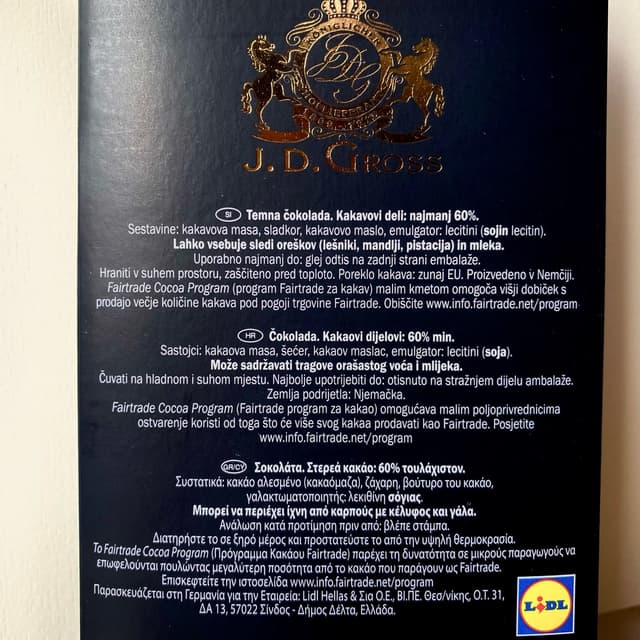 KÖNIGLICHER
JDG
HOFLIEFERANT
J. D. GROSS
SI Temna čokolada. Kakavovi deli: najmanj 60%.
Sestavine: kakavova masa, sladkor, kakavovo maslo, emulgator: lecitini (sojin lecitin).
Lahko vsebuje sledi oreškov (lešniki, mandlji, pistacija) in mleka.
Uporabno najmanj do: glej odtis na zadnji strani embalaže.
Hraniti v suhem prostoru, zaščiteno pred toploto. Poreklo kakava: zunaj EU. Proizvedeno v Nemčiji.
Fairtrade Cocoa Program (program Fairtrade za kakav) malim kmetom omogoča višji dobiček s
prodajo večje količine kakava pod pogoji trgovine Fairtrade. Obiščite www.info.fairtrade.net/program
HR Čokolada. Kakaovi dijelovi: 60% min.
Sastojci: kakaova masa, šećer, kakaov maslac, emulgator: lecitini (soja).
Može sadržavati tragove orašastog voća i mlijeka.
Čuvati na hladnom i suhom mjestu. Najbolje upotrijebiti do: otisnuto na stražnjem dijelu ambalaže.
Zemlja podrijetla: Njemačka.
Fairtrade Cocoa Program (Fairtrade program za kakao) omogućava malim poljoprivrednicima
ostvarenje koristi od toga što će više svog kakaa prodavati kao Fairtrade. Posjetite
www.info.fairtrade.net/program
GR/CY Σοκολάτα. Στερεά κακάο: 60% τουλάχιστον.
Συστατικά: κακάο αλεσμένο (κακαόμαζα), ζάχαρη, βούτυρο του κακάο,
γαλακτωματοποιητής: λεκιθίνη σόγιας.
Μπορεί να περιέχει ίχνη από καρπούς με κέλυφος και γάλα.
Ανάλωση κατά προτίμηση πριν από: βλέπε στάμπα.
Διατηρήστε το σε ξηρό μέρος και προστατεύστε το από την υψηλή θερμοκρασία.
Το Fairtrade Cocoa Program (Πρόγραμμα Κακάου Fairtrade) παρέχει τη δυνατότητα σε μικρούς παραγωγούς να
επωφελούνται πουλώντας μεγαλύτερη ποσότητα από το κακάο που παράγουν ως Fairtrade.
Επισκεφτείτε την ιστοσελίδα www.info.fairtrade.net/program
Παρασκευάζεται στη Γερμανία για την Εταιρεία: Lidl Hellas & Σια Ο.Ε., ΒΙ.ΠΕ. Θεσ/νίκης, Ο.Τ. 31,
ΔΑ 13, 57022 Σίνδος - Δήμος Δέλτα, Ελλάδα.
LIDL